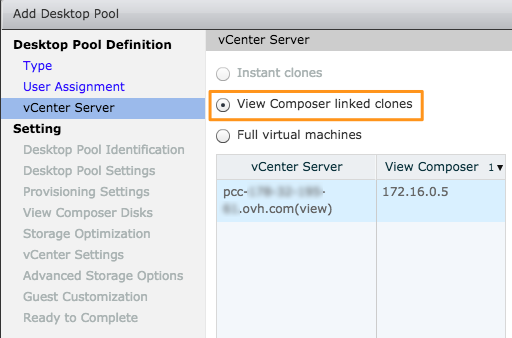 Add Desktop Pool
Desktop Pool Definition
Type
User Assignment
vCenter Server
Setting
Desktop Pool Identification
Desktop Pool Settings
Provisioning Settings
View Composer Disks
Storage Optimization
vCenter Settings
Advanced Storage Options
Guest Customization
Ready to Complete
vCenter Server
Instant clones
View Composer linked clones
Full virtual machines
vCenter Server View Composer 1▼
pcc- 172.16.0.5
.ovh.com(view)